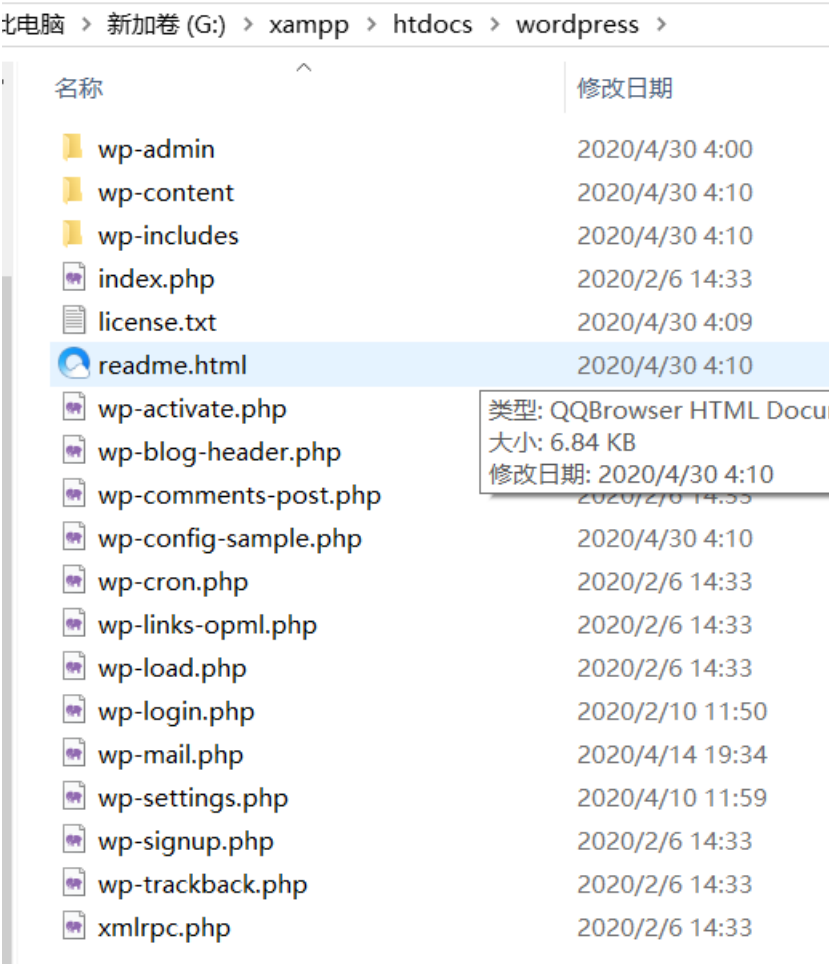 此电脑 > 新加卷 (G:) > xampp > htdocs > wordpress >
名称 修改日期
wp-admin 2020/4/30 4:00
wp-content 2020/4/30 4:10
wp-includes 2020/4/30 4:10
index.php 2020/2/6 14:33
license.txt 2020/4/30 4:09
readme.html 2020/4/30 4:10
wp-activate.php
类型: QQBrowser HTML Docu
wp-blog-header.php
大小: 6.84 KB
修改日期: 2020/4/30 4:10
wp-comments-post.php 2020/2/6 14:33
wp-config-sample.php 2020/4/30 4:10
wp-cron.php 2020/2/6 14:33
wp-links-opml.php 2020/2/6 14:33
wp-load.php 2020/2/6 14:33
wp-login.php 2020/2/10 11:50
wp-mail.php 2020/4/14 19:34
wp-settings.php 2020/4/10 11:59
wp-signup.php 2020/2/6 14:33
wp-trackback.php 2020/2/6 14:33
xmlrpc.php 2020/2/6 14:33